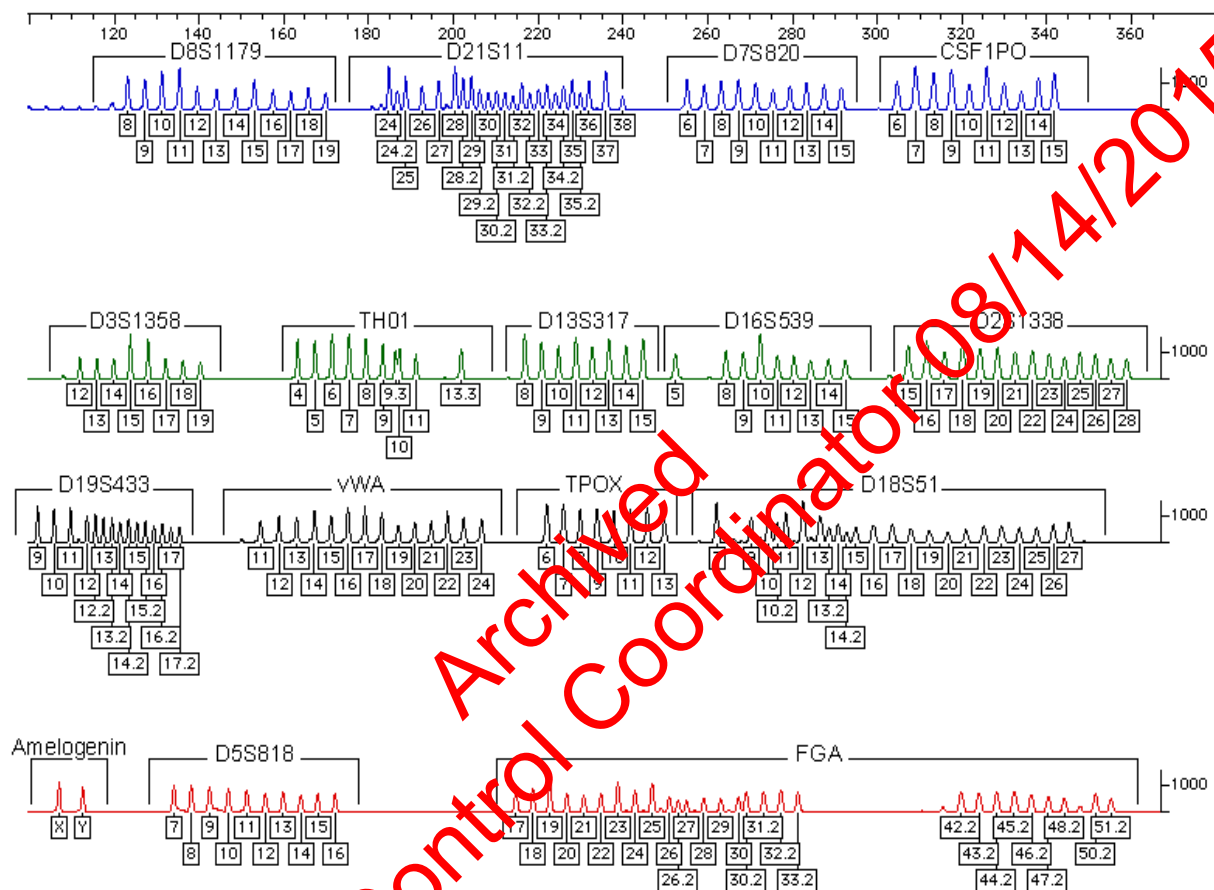 120 140 160 180 200 220 240 260 280 300 320 340 360
D8S1179 D21S11 D7S820 CSF1PO
1000
8 10 12 14 16 18 24 26 28 30 32 34 36 38 6 8 10 12 14 6 8 10 12 14
9 11 13 15 17 19 24.2 27 29 31 33 35 37 7 9 11 13 15 7 9 11 13 15
25 28.2 31.2 34.2
29.2 32.2 35.2
30.2 33.2
D3S1358 TH01 D13S317 D16S539 D2S1338
1000
12 14 16 18 4 6 8 9.3 13.3 8 10 12 14 5 8 10 12 14 15 17 19 21 23 25 27
13 15 17 19 5 7 9 11 9 11 13 15 9 11 13 15 16 18 20 22 24 26 28
10
D19S433 vWA TPOX D18S51
1000
9 11 13 15 17 11 13 15 17 19 21 23 6 8 10 12 9 11 13 15 17 19 21 23 25 27
10 12 14 16 12 14 16 18 20 22 24 7 9 11 13 10 12 14 16 18 20 22 24 26
12.2 15.2 10.2 13.2
13.2 16.2 14.2
14.2 17.2
Amelogenin D5S818 FGA
1000
X Y 7 9 11 13 15 17 19 21 23 25 27 29 31.2 42.2 45.2 48.2 51.2
8 10 12 14 16 18 20 22 24 26 28 30 32.2 43.2 46.2 50.2
26.2 30.2 33.2 44.2 47.2
Archived
Control Coordinator 08/14/2015